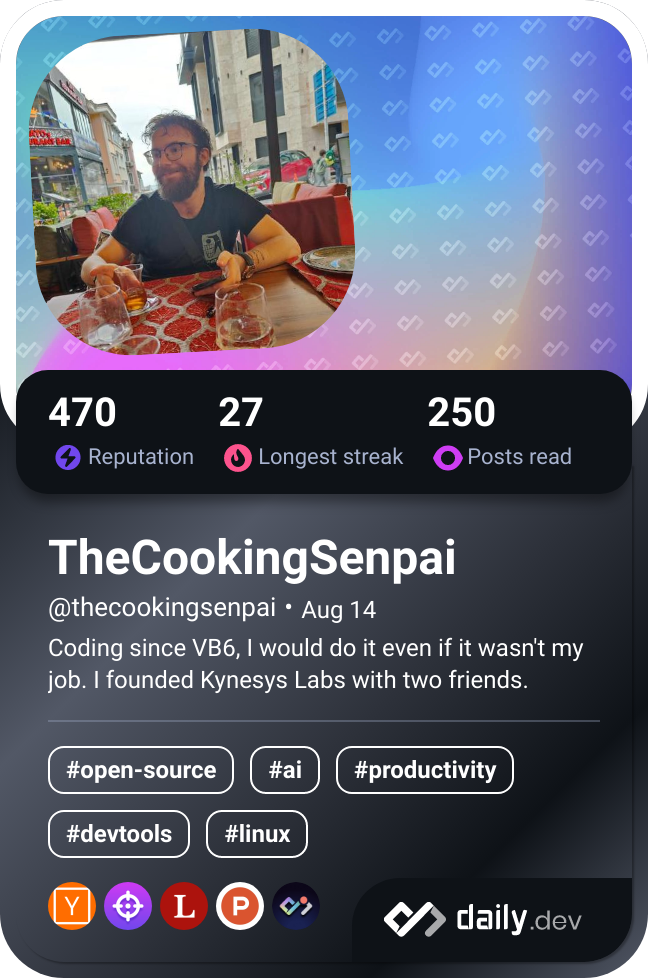 470
27
250
Reputation
Longest streak
Posts read
TheCookingSenpai
@thecookingsenpai • Aug 14
Coding since VB6, I would do it even if it wasn't my
job. I founded Kynesys Labs with two friends.
#open-source
#ai
#productivity
#devtools
#linux
Y
L
P
daily.dev